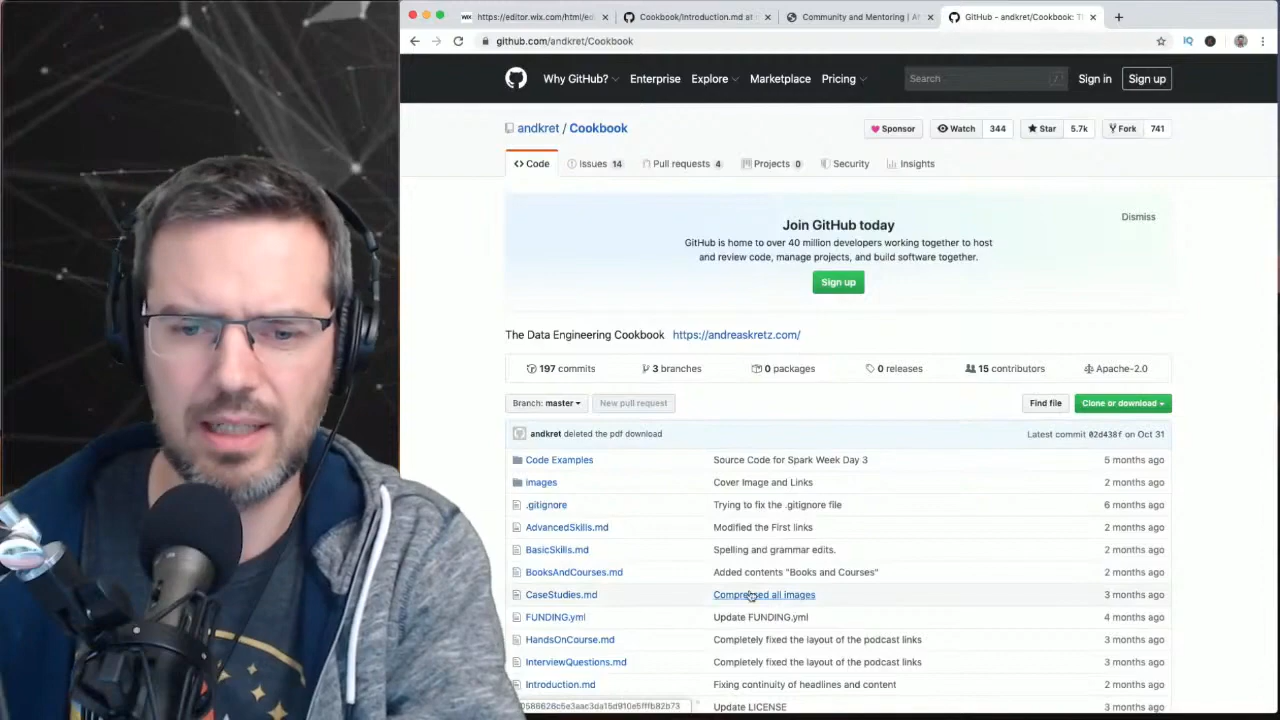 WIX https://editor.wix.com/html/ed
Cookbook/Introduction.md at
Community and Mentoring | A
GitHub - andkret/Cookbook: T
github.com/andkret/Cookbook
Why GitHub? Enterprise Explore Marketplace Pricing Search / Sign in Sign up
andkret / Cookbook Sponsor Watch 344 Star 5.7k Fork 741
<> Code Issues 14 Pull requests 4 Projects 0 Security Insights
Join GitHub today
Dismiss
GitHub is home to over 40 million developers working together to host
and review code, manage projects, and build software together.
Sign up
The Data Engineering Cookbook https://andreaskretz.com/
197 commits 3 branches 0 packages 0 releases 15 contributors Apache-2.0
Branch: master New pull request Find file Clone or download
andkret deleted the pdf download Latest commit 02d438f on Oct 31
Code Examples Source Code for Spark Week Day 3 5 months ago
images Cover Image and Links 2 months ago
.gitignore Trying to fix the .gitignore file 6 months ago
AdvancedSkills.md Modified the First links 2 months ago
BasicSkills.md Spelling and grammar edits. 2 months ago
BooksAndCourses.md Added contents "Books and Courses" 2 months ago
CaseStudies.md Compressed all images 3 months ago
FUNDING.yml Update FUNDING.yml 4 months ago
HandsOnCourse.md Completely fixed the layout of the podcast links 3 months ago
InterviewQuestions.md Completely fixed the layout of the podcast links 3 months ago
Introduction.md Fixing continuity of headlines and content 2 months ago
Update LICENSE 3 months ago